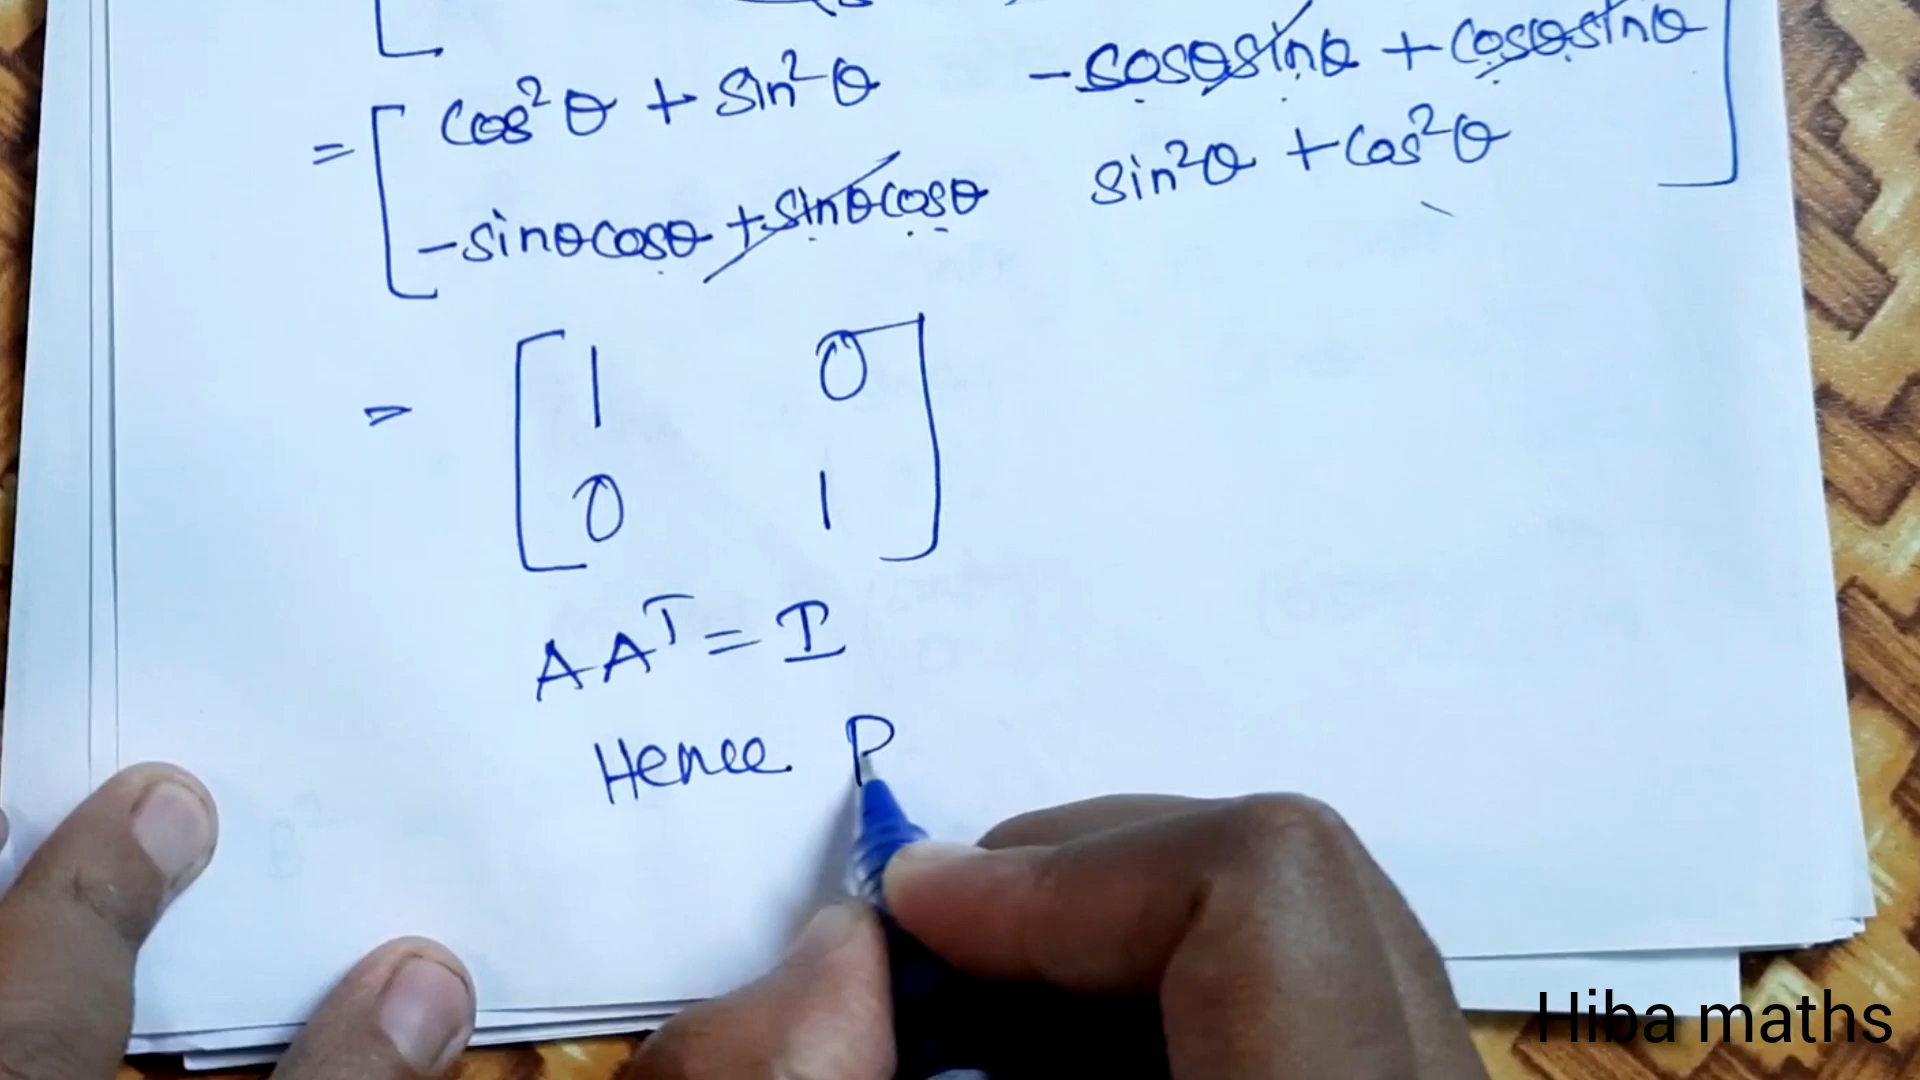 = [ cos²θ + sin²θ   -cosθsinθ + cosθsinθ
-sinθcosθ + sinθcosθ   sin²θ + cos²θ ]
= [ 1   0
0   1 ]
AAᵀ = I
Hence P
Hiba maths